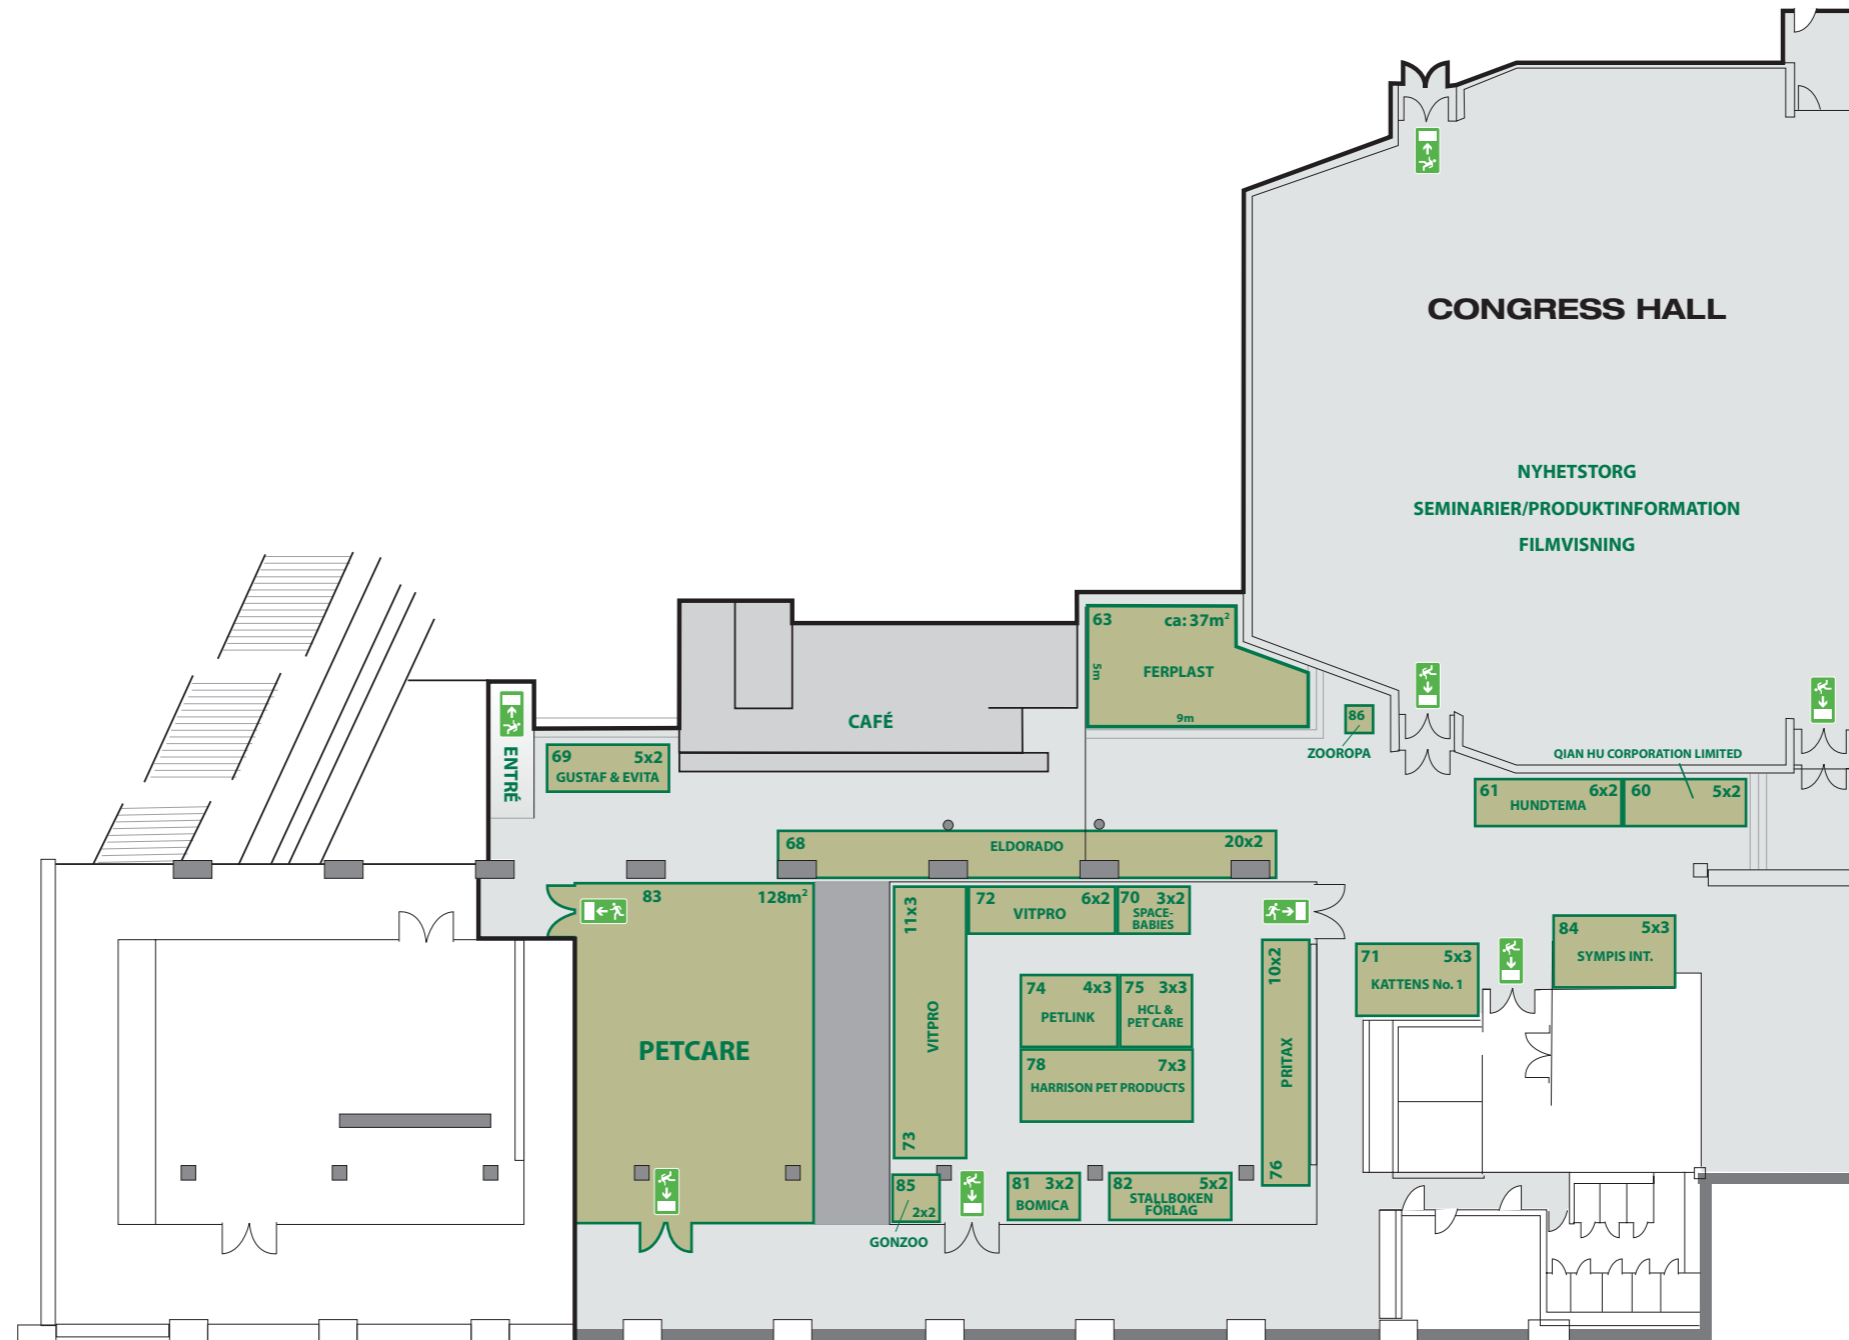 CONGRESS HALL
NYHETSTORG
SEMINARIER/PRODUKTINFORMATION
FILMVISNING
63 ca: 37m²
FERPLAST
5m
9m
CAFÉ
86
ZOOROPA
ENTRÉ
69 5x2
GUSTAF & EVITA
QIAN HU CORPORATION LIMITED
61 6x2
HUNDTEMA
60 5x2
68 20x2
ELDORADO
83 128m²
PETCARE
11x3
VITPRO
73
72 6x2
VITPRO
70 3x2
SPACE-
BABIES
10x2
PRITAX
76
71 5x3
KATTENS No. 1
84 5x3
SYMPIS INT.
74 4x3
PETLINK
75 3x3
HCL &
PET CARE
78 7x3
HARRISON PET PRODUCTS
85
2x2
GONZOO
81 3x2
BOMICA
82 5x2
STALLBOKEN
FÖRLAG